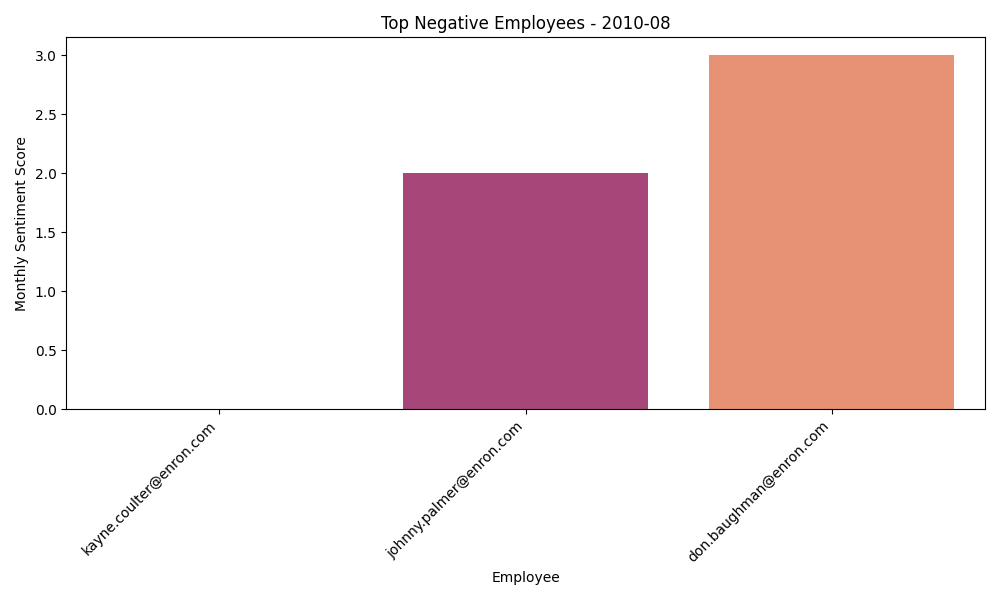 Top Negative Employees - 2010-08
Monthly Sentiment Score
3.0
2.5
2.0
1.5
1.0
0.5
0.0
kayne.coulter@enron.com
johnny.palmer@enron.com
don.baughman@enron.com
Employee